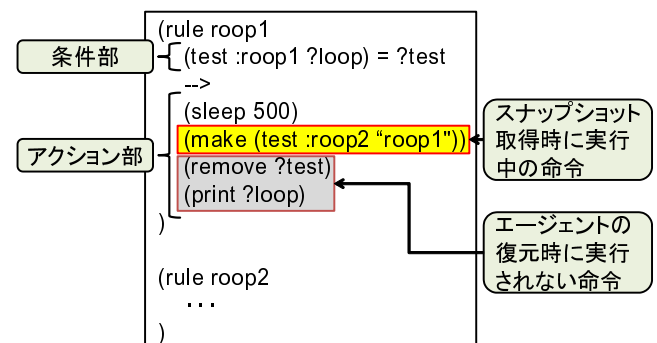 (rule roop1
条件部
(test :roop1 ?loop) = ?test
-->
アクション部
(sleep 500)
(make (test :roop2 “roop1"))
(remove ?test)
(print ?loop)
)
スナップショット
取得時に実行
中の命令
エージェントの
復元時に実行
されない命令
(rule roop2
･･･
)